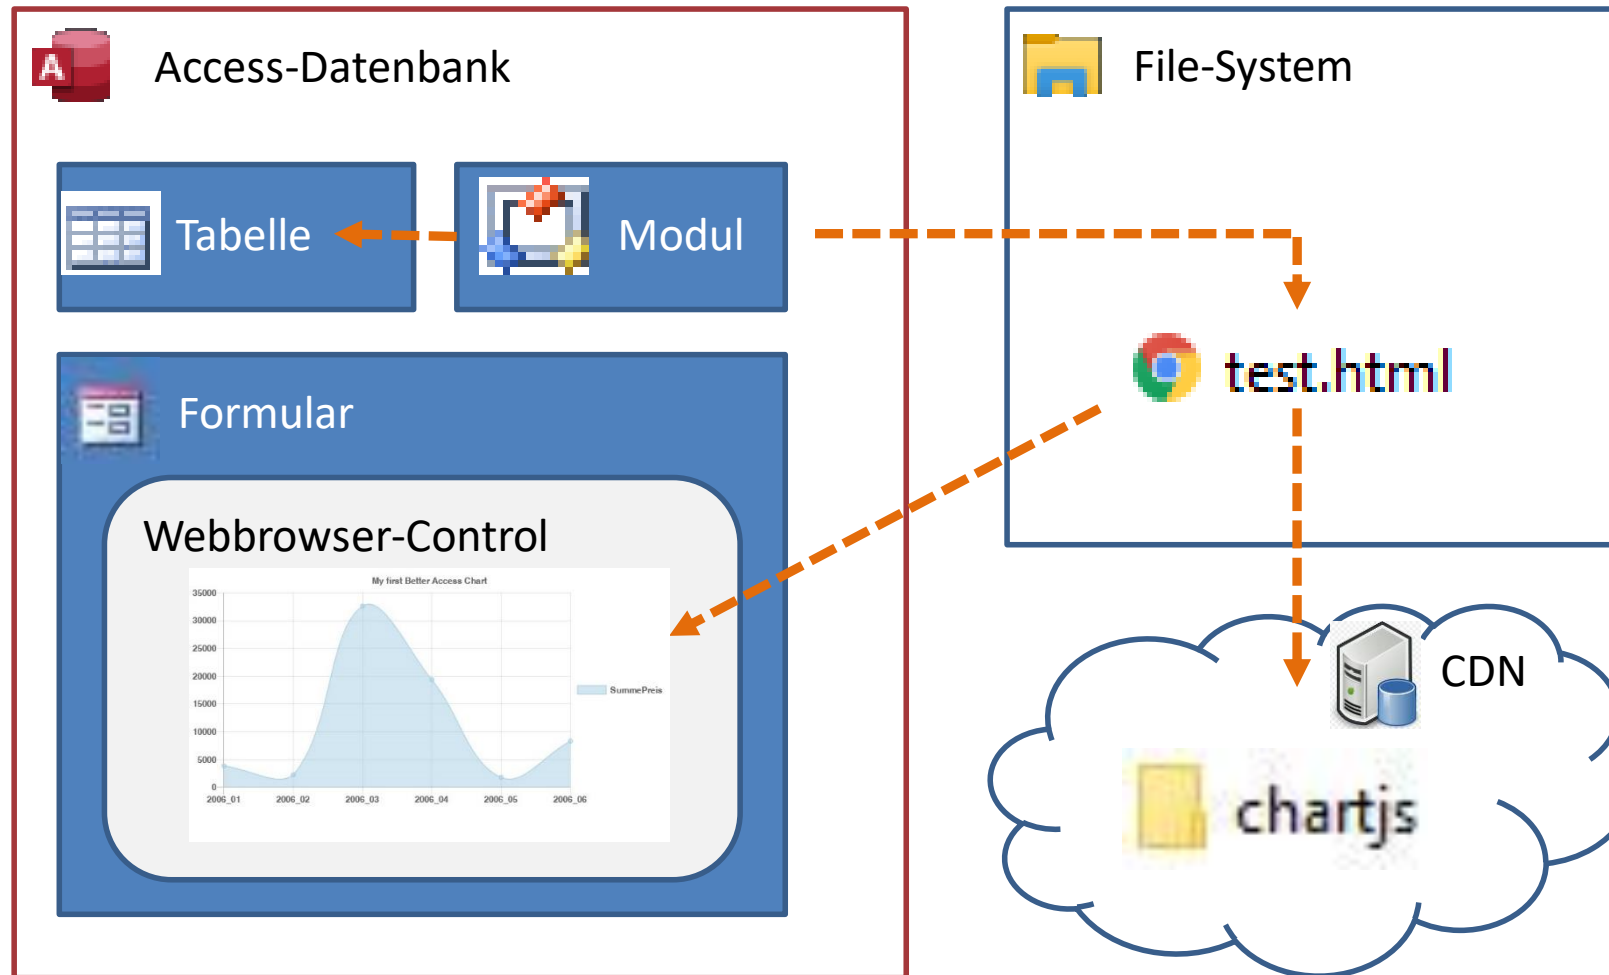 Access-Datenbank
File-System
A
Tabelle
Modul
test.html
Formular
Webbrowser-Control
My first Better Access Chart
35000
30000
25000
20000
15000
10000
5000
0
2006_01 2006_02 2006_03 2006_04 2006_05 2006_06
SummePreis
CDN
chartjs